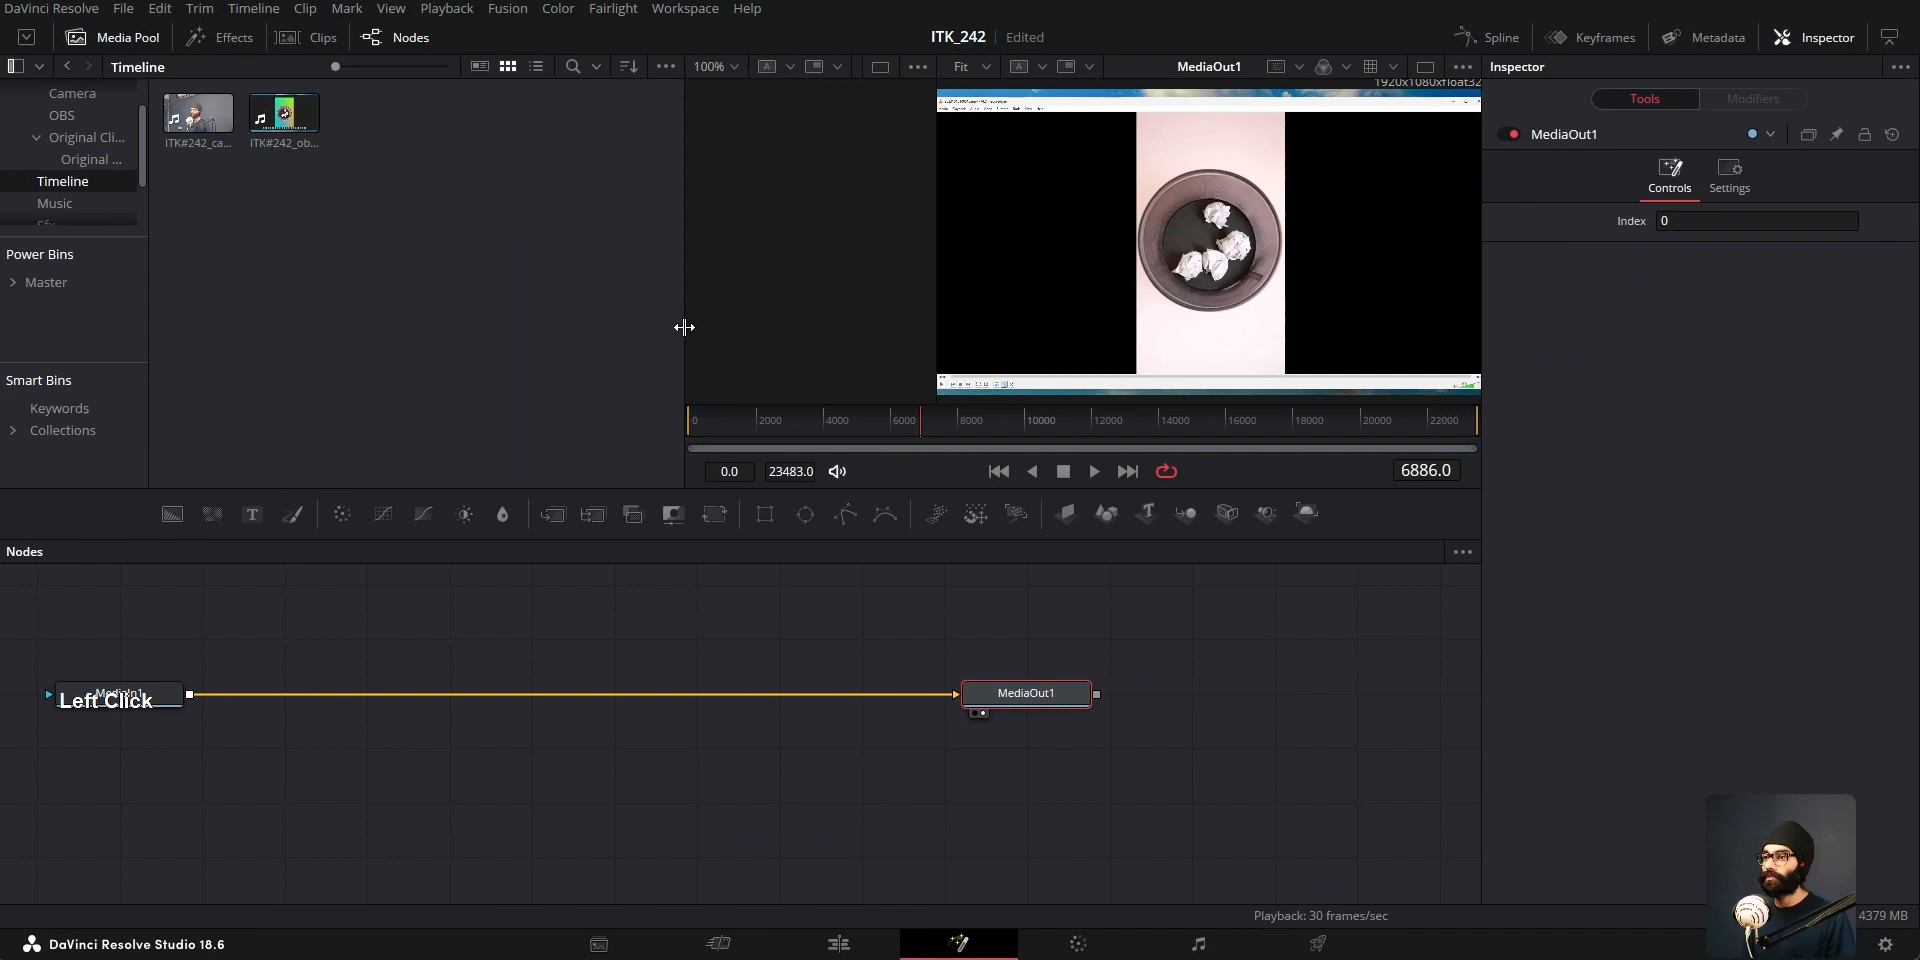 DaVinci Resolve File Edit Trim Timeline Clip Mark View Playback Fusion Color Fairlight Workspace Help
Media Pool Effects Clips Nodes ITK_242 Edited Spline Keyframes Metadata Inspector
Timeline 100% Fit MediaOut1 Inspector
1920x1080xfloat32
Camera
OBS
Original Cli...
Original ...
Timeline
Music
ITK#242_ca... ITK#242_ob...
Tools Modifiers
MediaOut1
Controls Settings
Index 0
Power Bins
Master
Smart Bins
Keywords
Collections
0 2000 4000 6000 8000 10000 12000 14000 16000 18000 20000 22000
0.0 23483.0 6886.0
Nodes
MediaIn1 MediaOut1
Left Click
Playback: 30 frames/sec 4379 MB
DaVinci Resolve Studio 18.6